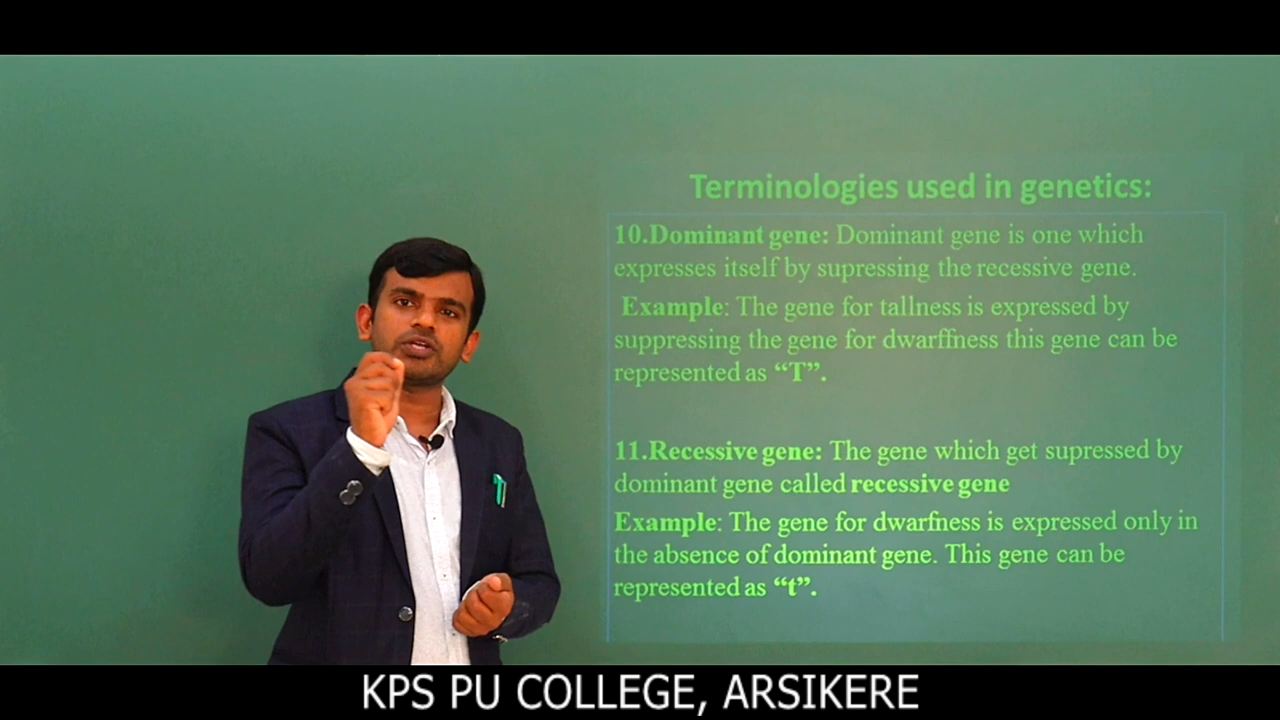 Terminologies used in genetics:
10.Dominant gene: Dominant gene is one which
expresses itself by supressing the recessive gene.
Example: The gene for tallness is expressed by
suppressing the gene for dwarffness this gene can be
represented as “T”.
11.Recessive gene: The gene which get supressed by
dominant gene called recessive gene
Example: The gene for dwarfness is expressed only in
the absence of dominant gene. This gene can be
represented as “t”.
KPS PU COLLEGE, ARSIKERE